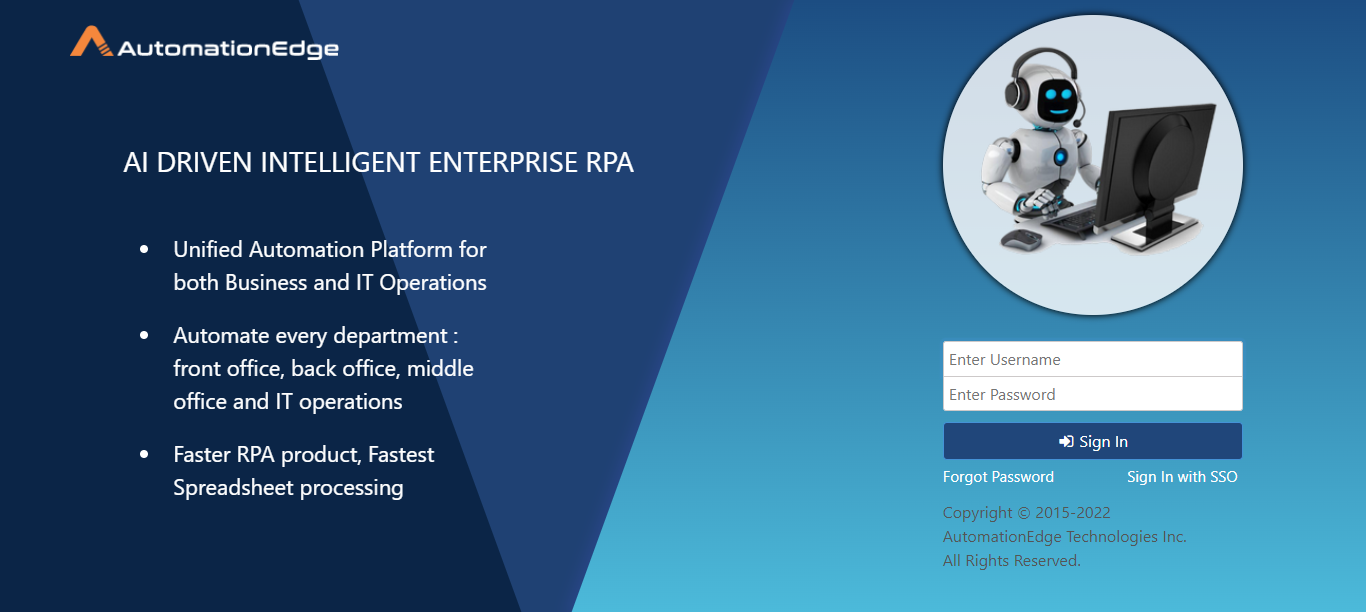 AutomationEdge
AI DRIVEN INTELLIGENT ENTERPRISE RPA
Unified Automation Platform for
both Business and IT Operations
Automate every department :
front office, back office, middle
office and IT operations
Faster RPA product, Fastest
Spreadsheet processing
Enter Username
Enter Password
Sign In
Forgot Password
Sign In with SSO
Copyright © 2015-2022
AutomationEdge Technologies Inc.
All Rights Reserved.